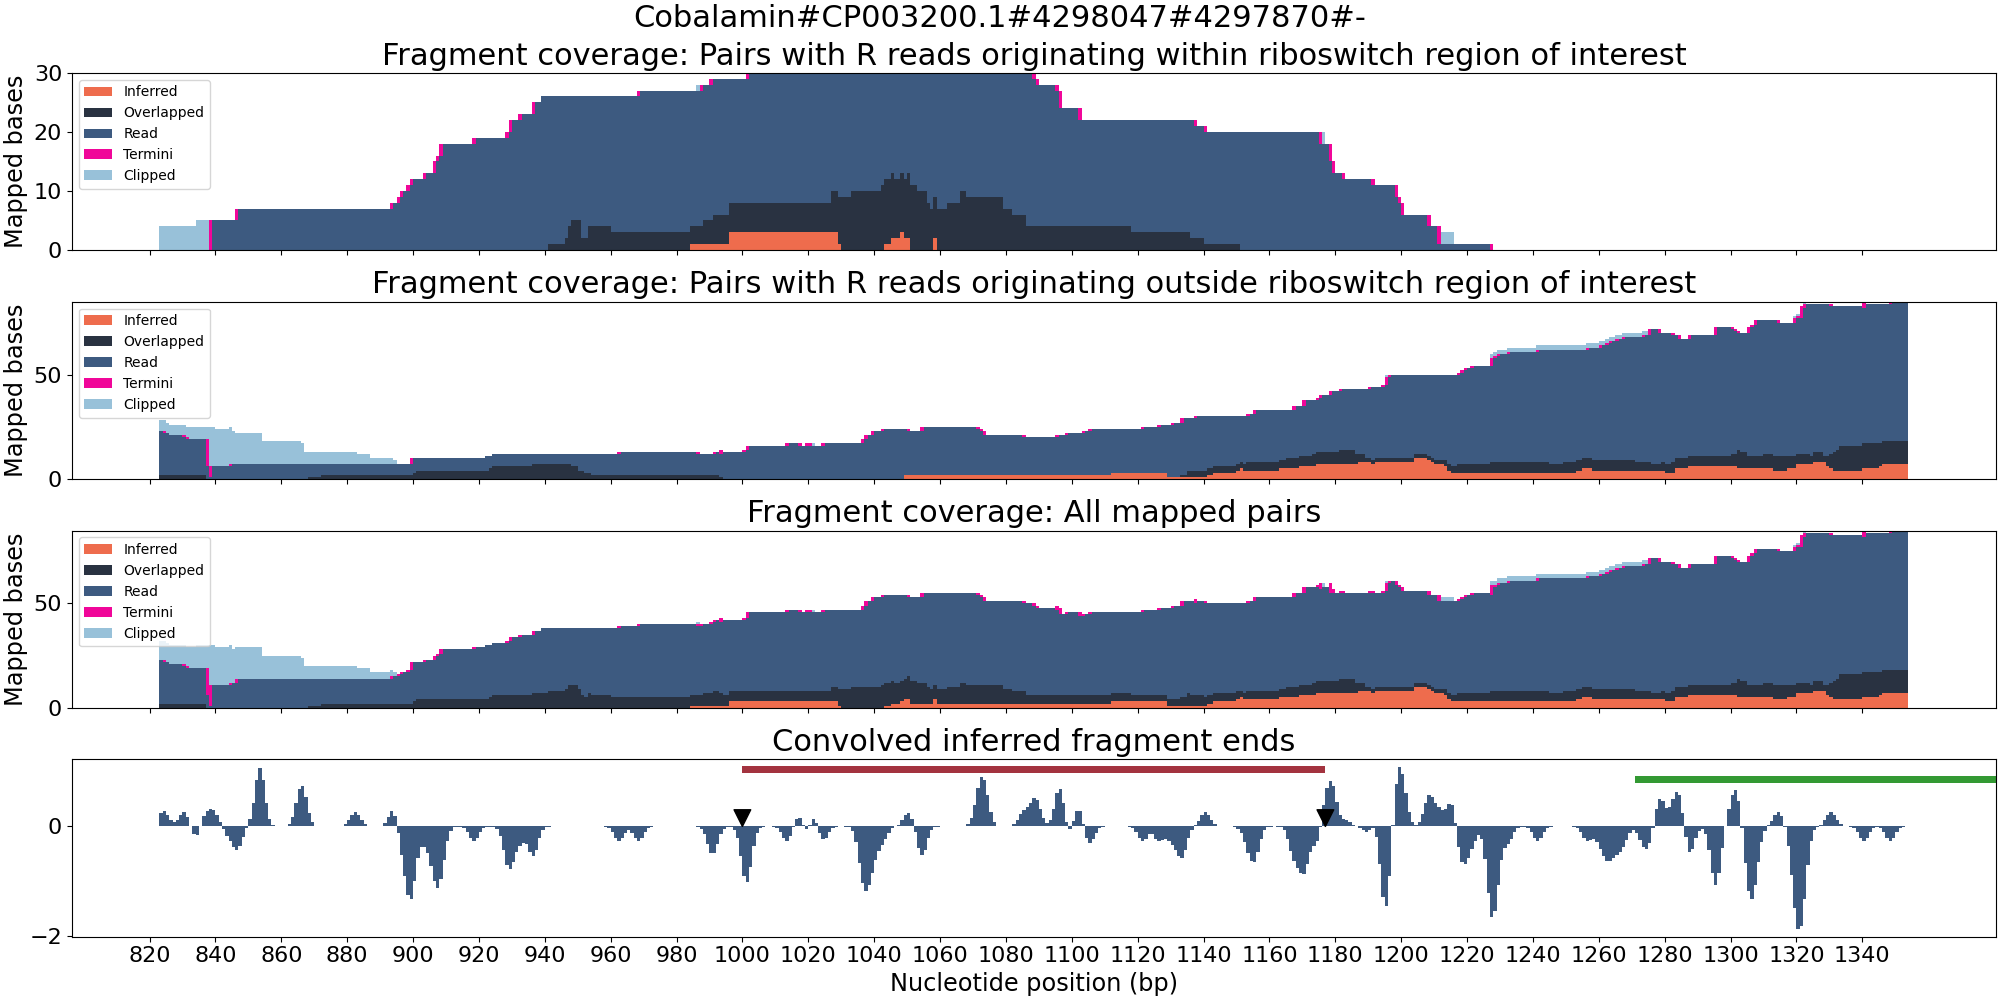 Cobalamin#CP003200.1#4298047#4297870#-
Fragment coverage: Pairs with R reads originating within riboswitch region of interest
Mapped bases
30
20
10
0
Inferred
Overlapped
Read
Termini
Clipped
Fragment coverage: Pairs with R reads originating outside riboswitch region of interest
Mapped bases
50
0
Inferred
Overlapped
Read
Termini
Clipped
Fragment coverage: All mapped pairs
Mapped bases
50
0
Inferred
Overlapped
Read
Termini
Clipped
Convolved inferred fragment ends
0
−2
820 840 860 880 900 920 940 960 980 1000 1020 1040 1060 1080 1100 1120 1140 1160 1180 1200 1220 1240 1260 1280 1300 1320 1340
Nucleotide position (bp)